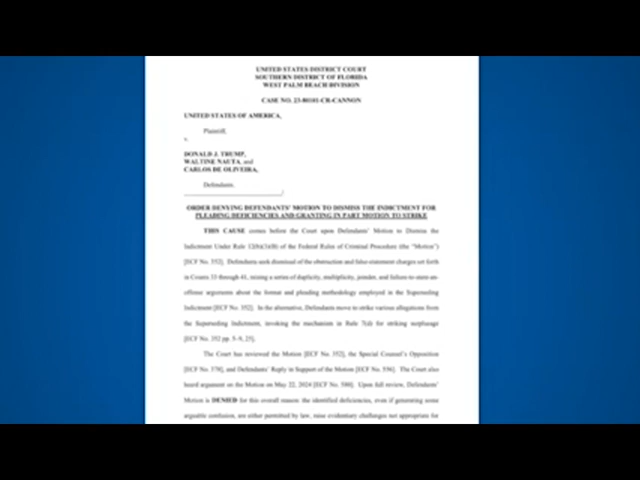 UNITED STATES DISTRICT COURT
SOUTHERN DISTRICT OF FLORIDA
WEST PALM BEACH DIVISION
CASE NO. 23-80101-CR-CANNON
UNITED STATES OF AMERICA,
Plaintiff,
v.
DONALD J. TRUMP,
WALTINE NAUTA, and
CARLOS DE OLIVEIRA,
Defendants.
/
ORDER DENYING DEFENDANTS' MOTION TO DISMISS THE INDICTMENT FOR
PLEADING DEFICIENCIES AND GRANTING IN PART MOTION TO STRIKE
THIS CAUSE comes before the Court upon Defendants' Motion to Dismiss the
Indictment Under Rule 12(b)(3)(B) of the Federal Rules of Criminal Procedure (the "Motion")
[ECF No. 352]. Defendants seek dismissal of the obstruction and false-statement charges set forth
in Counts 33 through 41, raising a series of duplicity, multiplicity, joinder, and failure-to-state-an-
offense arguments about the format and pleading methodology employed in the Superseding
Indictment [ECF No. 352]. In the alternative, Defendants move to strike various allegations from
the Superseding Indictment, invoking the mechanism in Rule 7(d) for striking surplusage
[ECF No. 352 pp. 5–9, 25].
The Court has reviewed the Motion [ECF No. 352], the Special Counsel's Opposition
[ECF No. 378], and Defendants' Reply in Support of the Motion [ECF No.]. The Court also
heard argument on the Motion on May 22, 2024 [ECF No.]. Upon full review, Defendants'
Motion is DENIED for this overall reason: the identified deficiencies, even if generating some
arguable confusion, are either permitted by law, raise evidentiary challenges not appropriate for